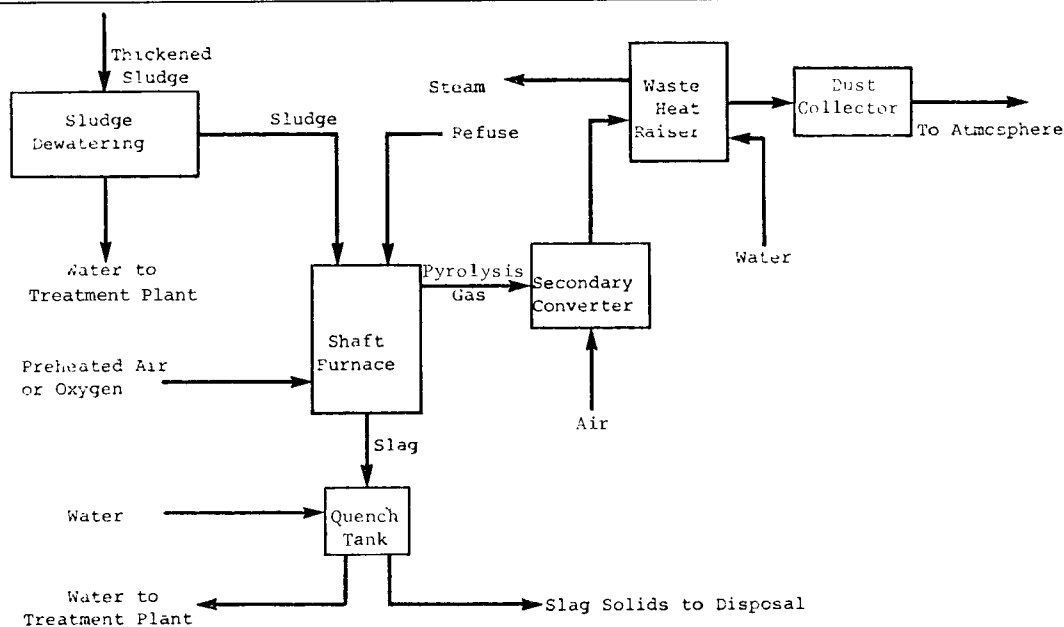 Thickened
Sludge
Sludge
Dewatering
Sludge
Refuse
Steam
Waste
Heat
Raiser
Dust
Collector
To Atmosphere
Water to
Treatment Plant
Pyrolysis
Gas
Secondary
Converter
Water
Shaft
Furnace
Preheated Air
or Oxygen
Air
Slag
Water
Quench
Tank
Water to
Treatment Plant
Slag Solids to Disposal